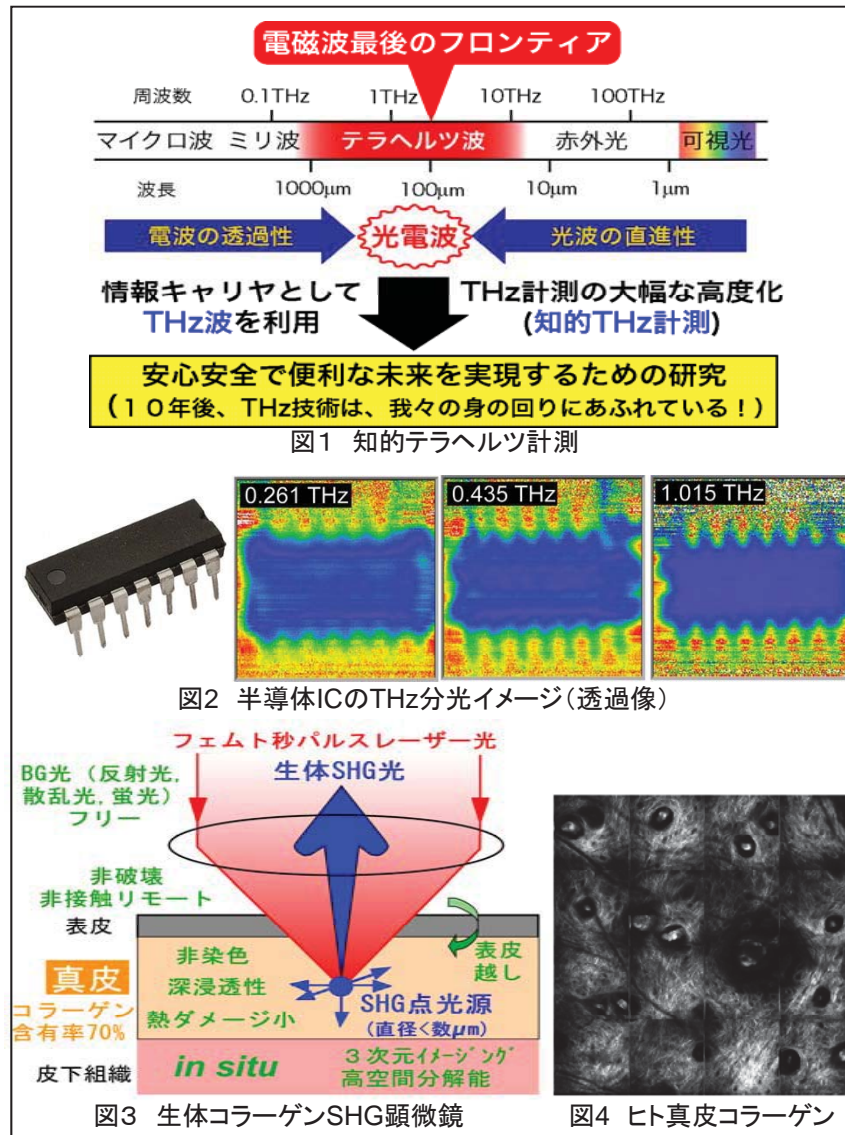 電磁波最後のフロンティア
周波数 0.1THz 1THz 10THz 100THz
マイクロ波 ミリ波 テラヘルツ波 赤外光 可視光
波長 1000μm 100μm 10μm 1μm
電波の透過性 光電波 光波の直進性
情報キャリヤとして
THz波を利用
THz計測の大幅な高度化
(知的THz計測)
安心安全で便利な未来を実現するための研究
(10年後、THz技術は、我々の身の回りにあふれている!)
図1 知的テラヘルツ計測
0.261 THz 0.435 THz 1.015 THz
図2 半導体ICのTHz分光イメージ(透過像)
フェムト秒パルスレーザー光
BG光(反射光,
散乱光,蛍光)
フリー
生体SHG光
非破壊
非接触リモート
表皮
表皮
越し
真皮
コラーゲン
含有率70%
非染色
深浸透性
熱ダメージ小
SHG点光源
(直径<数μm)
皮下組織
in situ
3次元イメージング
高空間分解能
図3 生体コラーゲンSHG顕微鏡
図4 ヒト真皮コラーゲン